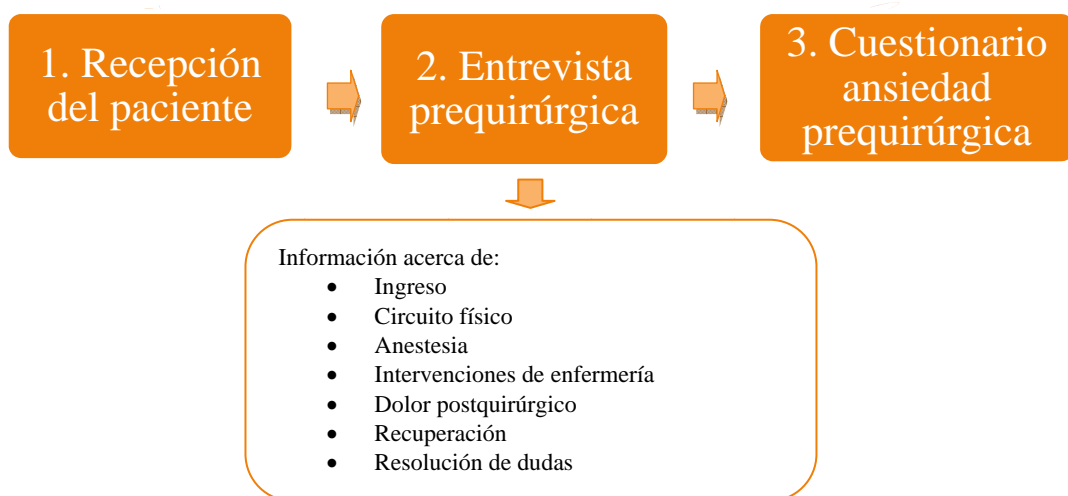 1. Recepción
del paciente
2. Entrevista
prequirúrgica
3. Cuestionario
ansiedad
prequirúrgica
Información acerca de:
• Ingreso
• Circuito físico
• Anestesia
• Intervenciones de enfermería
• Dolor postquirúrgico
• Recuperación
• Resolución de dudas